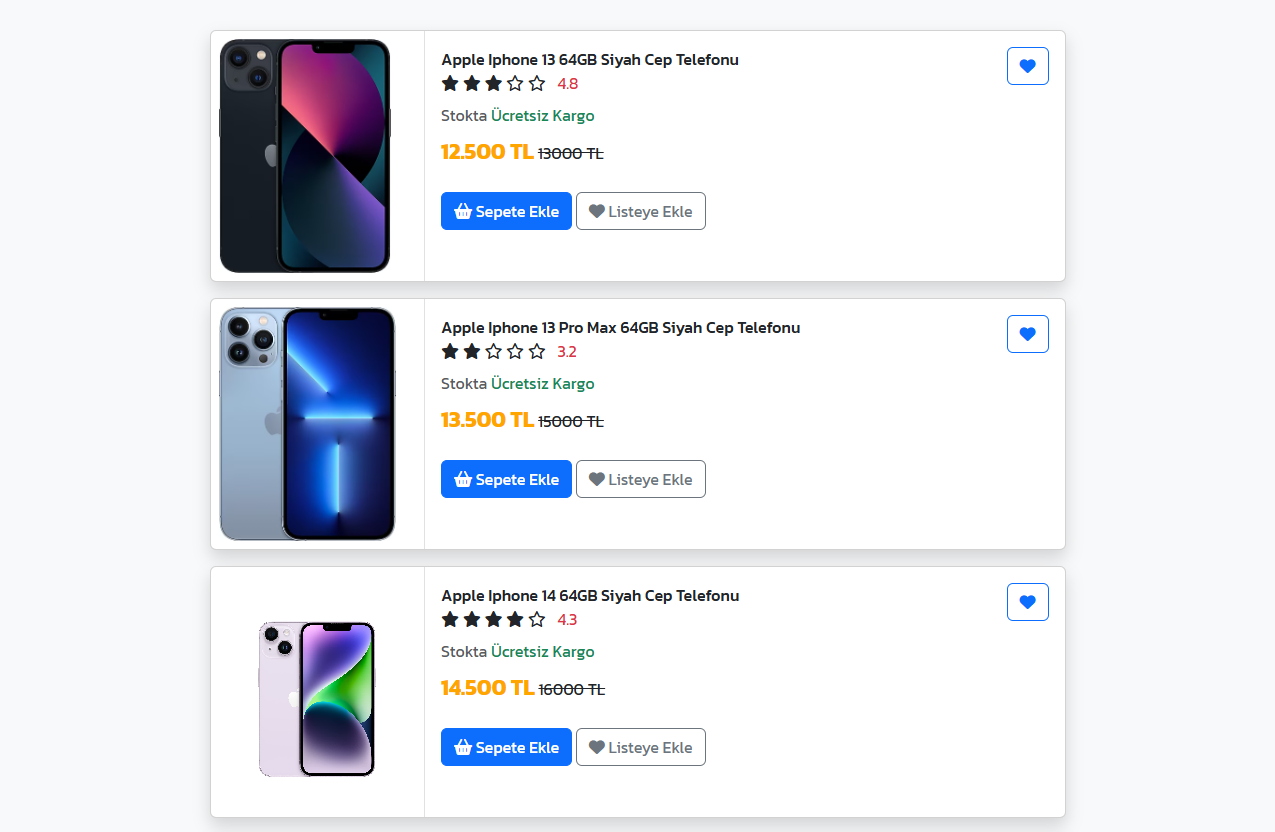 Apple Iphone 13 64GB Siyah Cep Telefonu
4.8
Stokta Ücretsiz Kargo
12.500 TL 13000 TL
Sepete Ekle Listeye Ekle
Apple Iphone 13 Pro Max 64GB Siyah Cep Telefonu
3.2
Stokta Ücretsiz Kargo
13.500 TL 15000 TL
Sepete Ekle Listeye Ekle
Apple Iphone 14 64GB Siyah Cep Telefonu
4.3
Stokta Ücretsiz Kargo
14.500 TL 16000 TL
Sepete Ekle Listeye Ekle